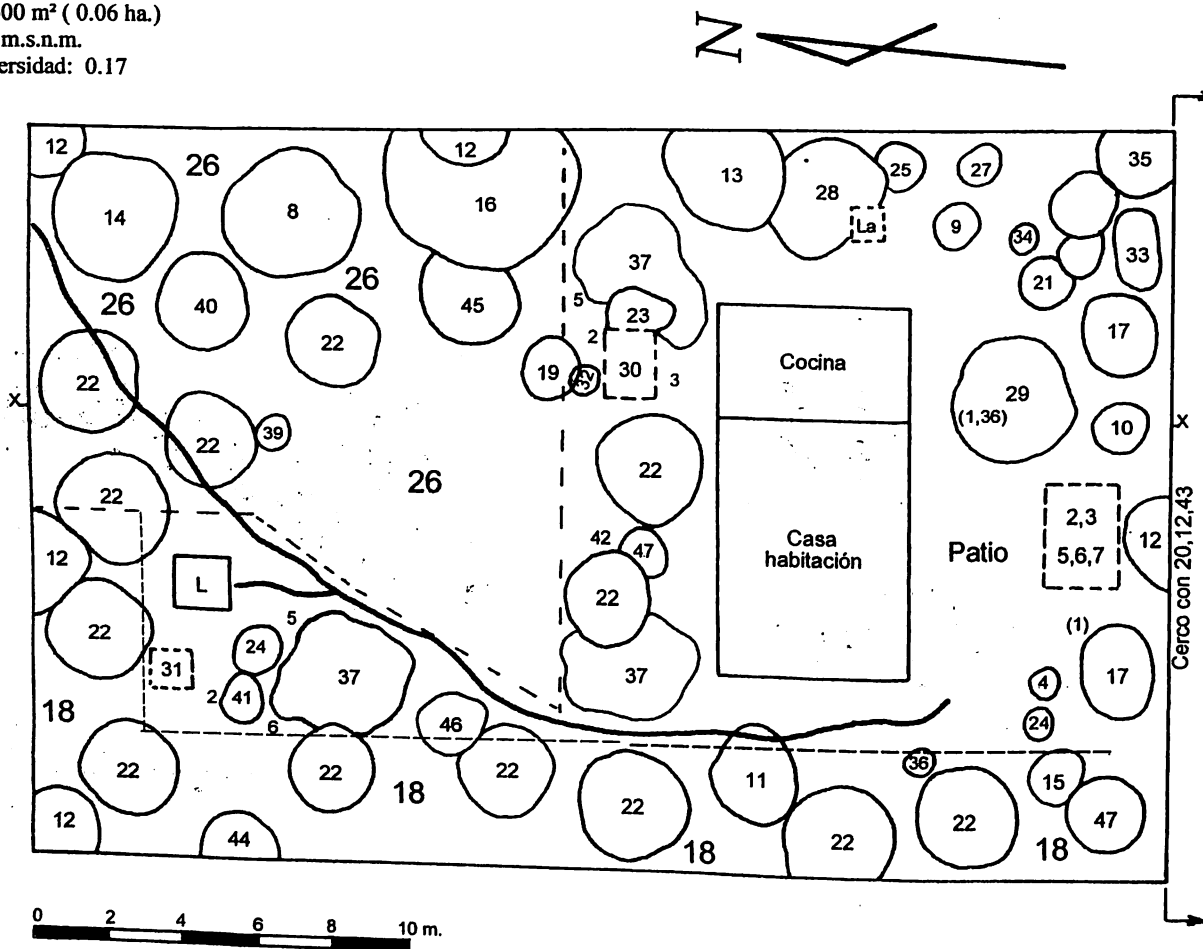 00 m² ( 0.06 ha.)
m.s.n.m.
ersidad: 0.17
N
12 26 12 13 25 27 35
14 8 16 28
La 9 34 33
26 40 26 45 37 21
22 5 23 17
2
22 19 32 30 3 Cocina 29
x (1,36) 10 x
22 39
26 22
22 2,3
12 42 47 Casa
habitación Patio 5,6,7 12
L 22
22 5 (1)
31 24 37 37 17
2 41 4
18 6 46 24
22 22 18 22 36 15
12 22 11 22 47
44 18 22 18
Cerco con 20,12,43
0 2 4 6 8 10 m.